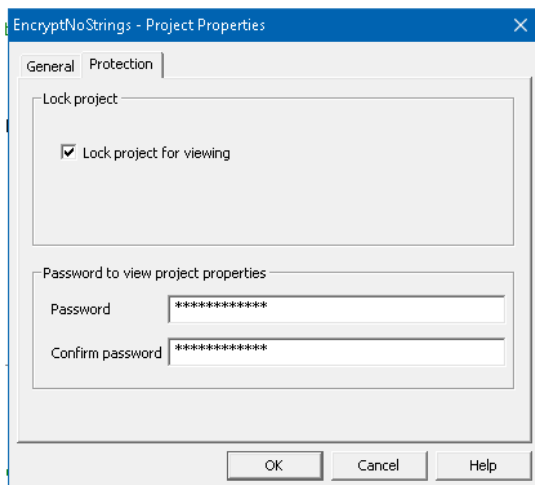 EncryptNoStrings - Project Properties
General Protection
Lock project
Lock project for viewing
Password to view project properties
Password ************
Confirm password ************
OK Cancel Help